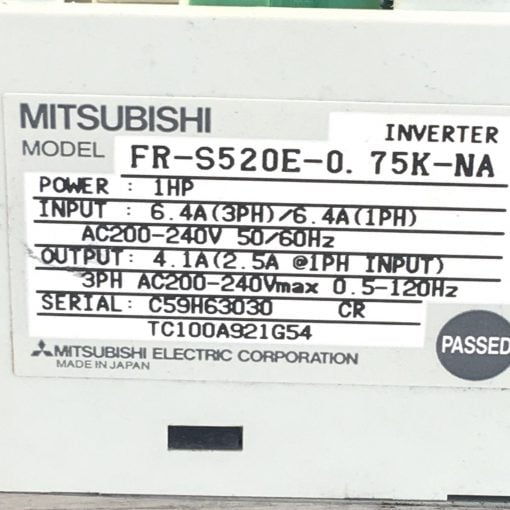 MITSUBISHI
INVERTER
MODEL FR-S520E-0.75K-NA
POWER : 1HP
INPUT : 6.4A(3PH)/6.4A(1PH)
AC200-240V 50/60Hz
OUTPUT: 4.1A(2.5A @1PH INPUT)
3PH AC200-240Vmax 0.5-120Hz
SERIAL: C59H63030 CR
TC100A921G54
MITSUBISHI ELECTRIC CORPORATION
MADE IN JAPAN
PASSED